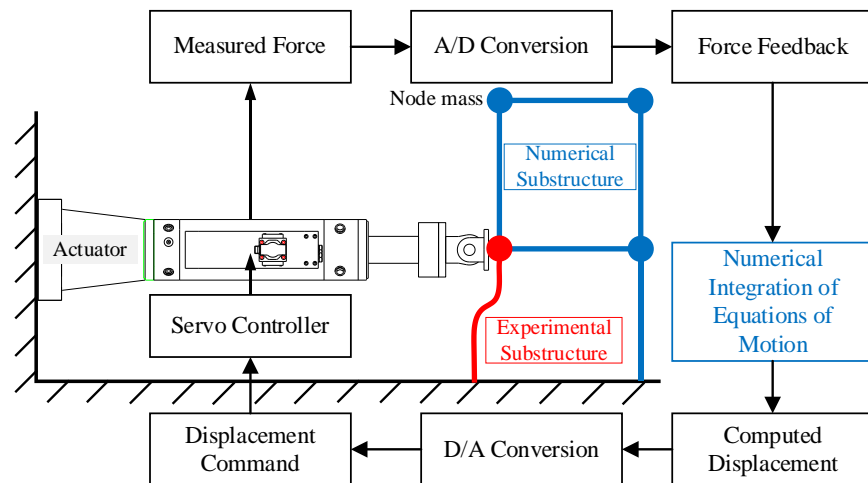 Measured Force
A/D Conversion
Force Feedback
Node mass
Numerical
Substructure
Actuator
Numerical
Integration of
Equations of
Motion
Servo Controller
Experimental
Substructure
Displacement
Command
D/A Conversion
Computed
Displacement